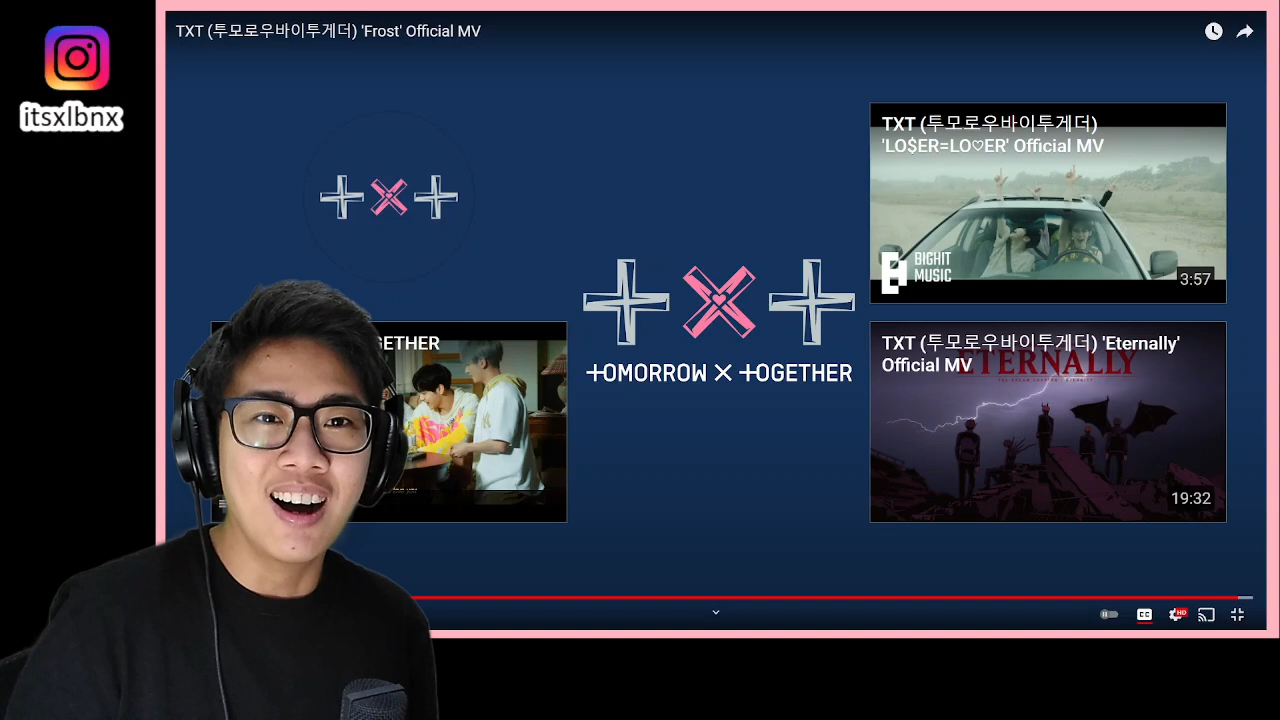 TXT (투모로우바이투게더) 'Frost' Official MV
itsxlbnx
TXT (투모로우바이투게더)
'LO$ER=LO♡ER' Official MV
BIGHIT
MUSIC
3:57
+X+
+X+
+OMORROW X +OGETHER
GETHER
TXT (투모로우바이투게더) 'Eternally'
Official MV
ETERNALLY
19:32
CC
HD